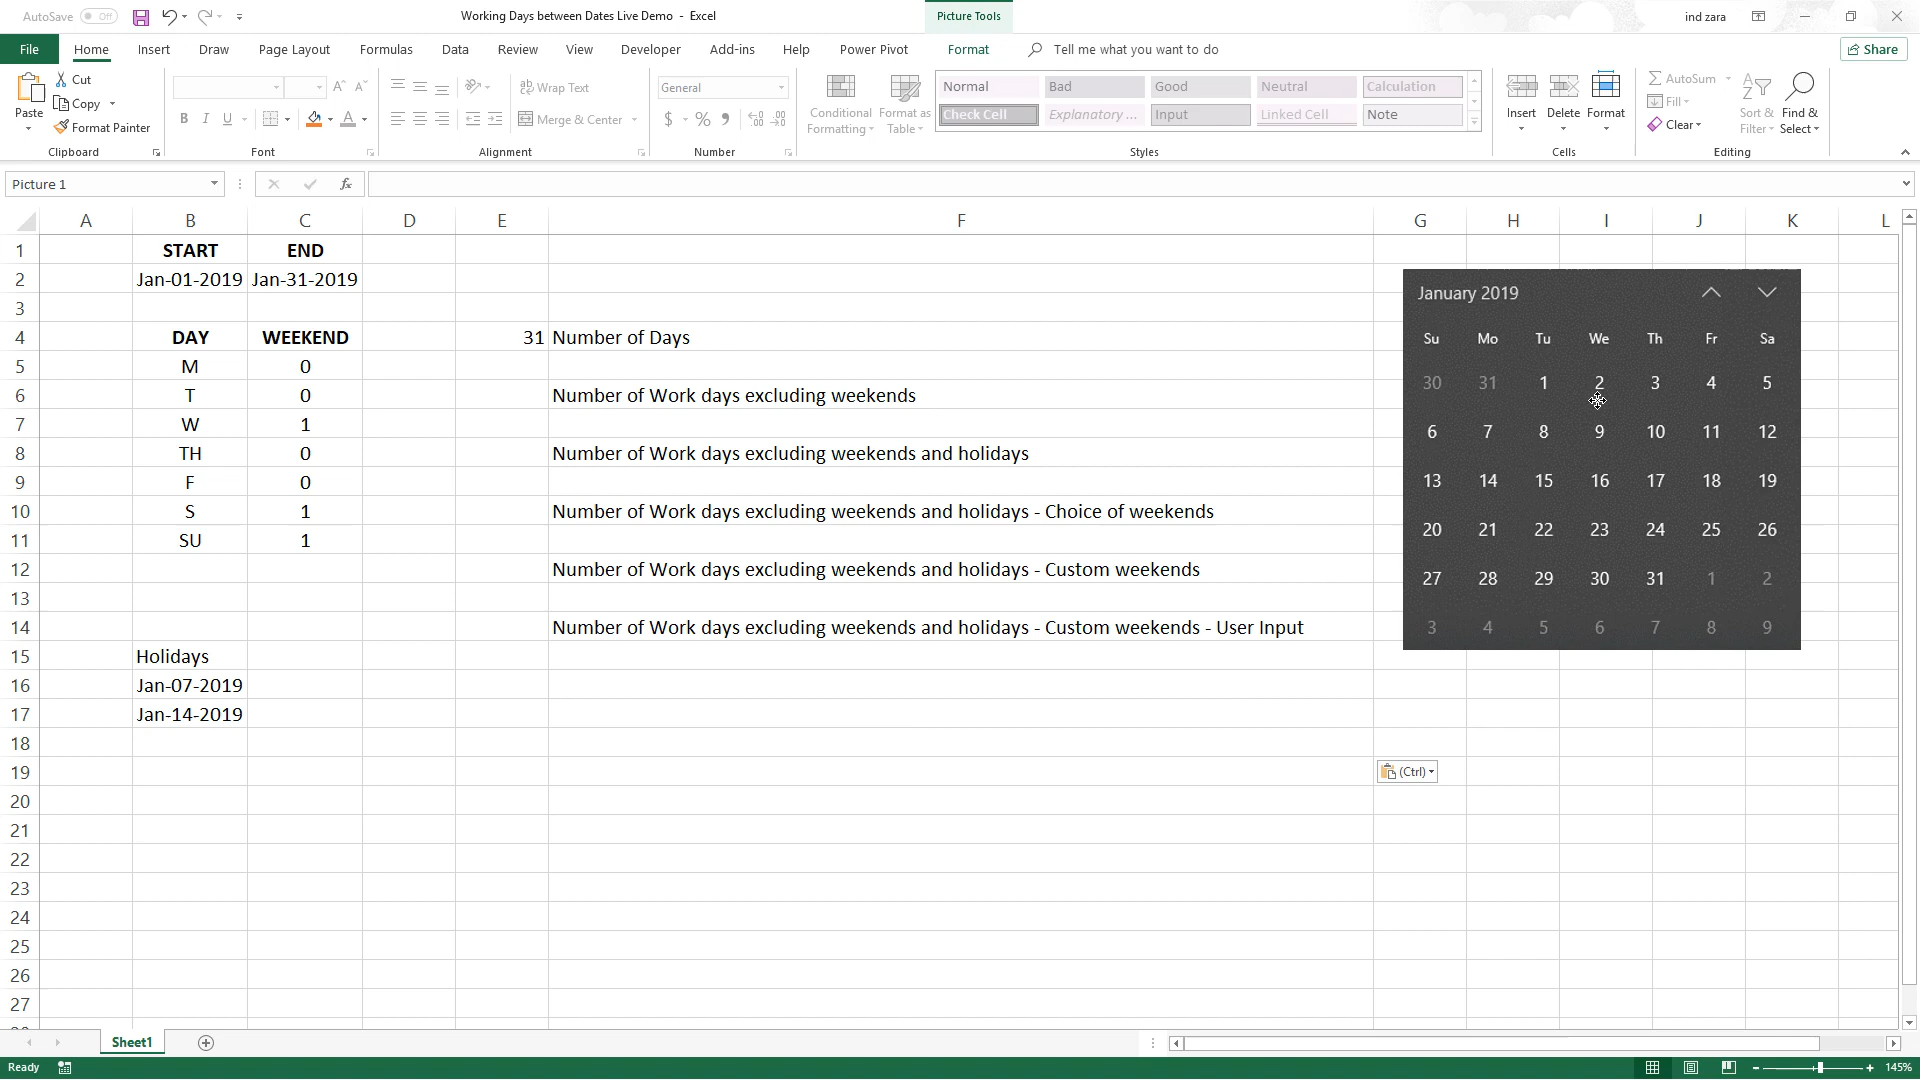 AutoSave Off
Working Days between Dates Live Demo - Excel
Picture Tools
ind zara
File Home Insert Draw Page Layout Formulas Data Review View Developer Add-ins Help Power Pivot Format Tell me what you want to do Share
Paste
Cut
Copy
Format Painter
Clipboard
B I U A
Font
Wrap Text
Merge & Center
Alignment
General
$ % ,
Number
Conditional Formatting
Format as Table
Normal Bad Good Neutral Calculation
Check Cell Explanatory ... Input Linked Cell Note
Styles
Insert Delete Format
Cells
AutoSum
Fill
Clear
Sort & Filter
Find & Select
Editing
Picture 1 fx
A B C D E F G H I J K L
1 START END
2 Jan-01-2019 Jan-31-2019
3
4 DAY WEEKEND 31 Number of Days
5 M 0
6 T 0 Number of Work days excluding weekends
7 W 1
8 TH 0 Number of Work days excluding weekends and holidays
9 F 0
10 S 1 Number of Work days excluding weekends and holidays - Choice of weekends
11 SU 1
12 Number of Work days excluding weekends and holidays - Custom weekends
13
14 Number of Work days excluding weekends and holidays - Custom weekends - User Input
15 Holidays
16 Jan-07-2019
17 Jan-14-2019
18
19
20
21
22
23
24
25
26
27
January 2019
Su Mo Tu We Th Fr Sa
30 31 1 2 3 4 5
6 7 8 9 10 11 12
13 14 15 16 17 18 19
20 21 22 23 24 25 26
27 28 29 30 31 1 2
3 4 5 6 7 8 9
(Ctrl)
Sheet1
Ready
145%